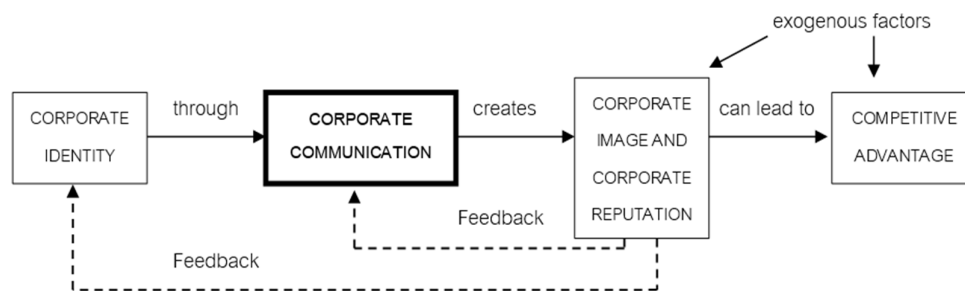 exogenous factors
CORPORATE
IDENTITY
through
CORPORATE
COMMUNICATION
creates
CORPORATE
IMAGE AND
CORPORATE
REPUTATION
can lead to
COMPETITIVE
ADVANTAGE
Feedback
Feedback